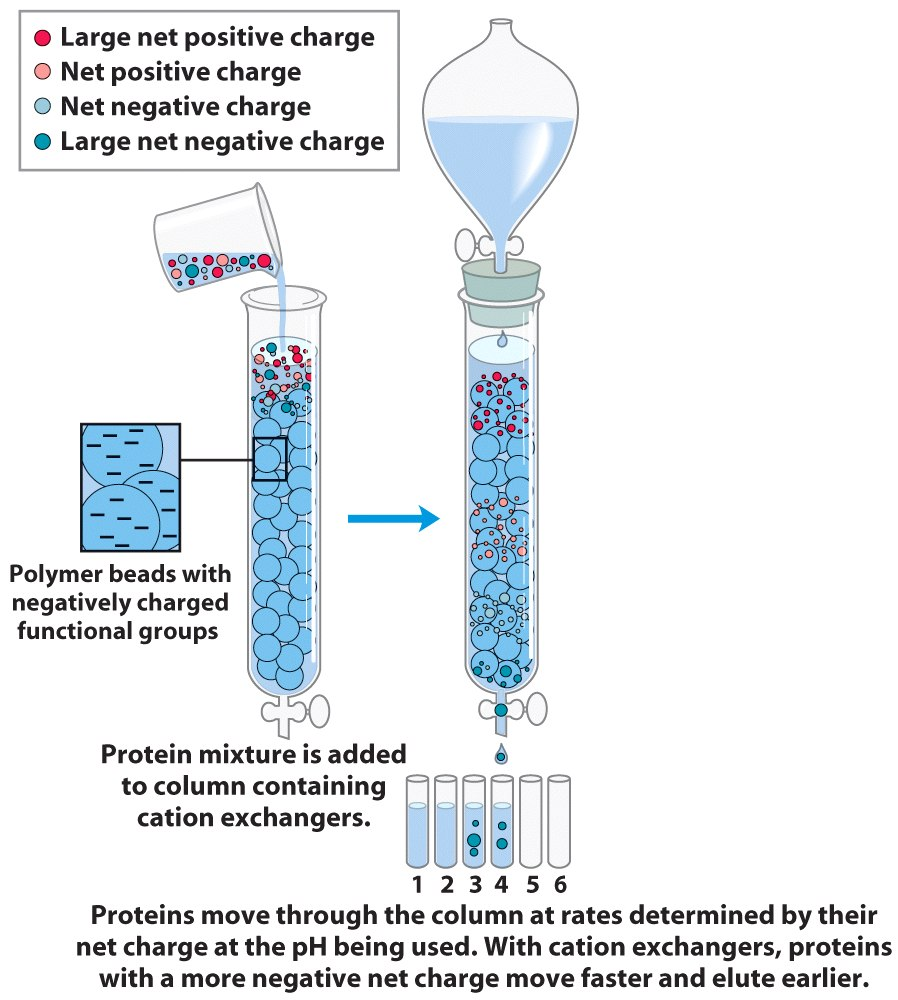 Large net positive charge
Net positive charge
Net negative charge
Large net negative charge
Polymer beads with
negatively charged
functional groups
Protein mixture is added
to column containing
cation exchangers.
1 2 3 4 5 6
Proteins move through the column at rates determined by their
net charge at the pH being used. With cation exchangers, proteins
with a more negative net charge move faster and elute earlier.